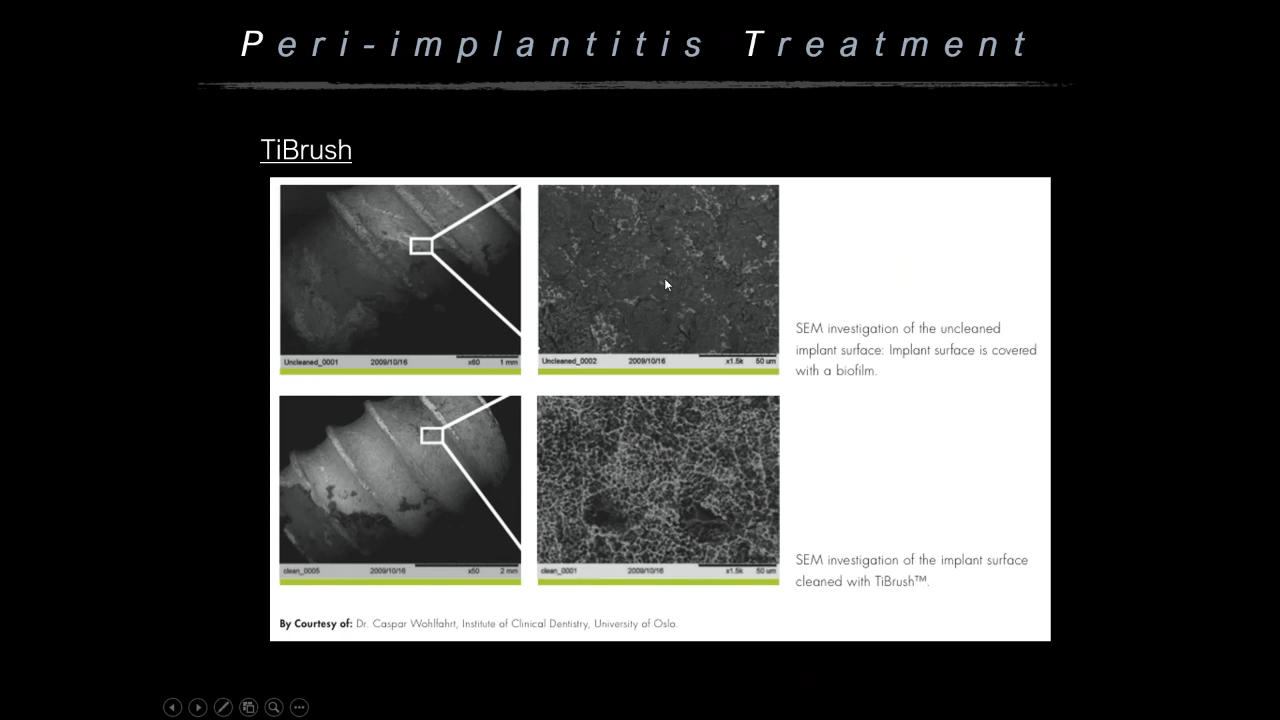 Peri-implantitis Treatment
TiBrush
Uncleaned_0001 2009/10/16 x60 1 mm
Uncleaned_0002 2009/10/16 x1.5k 50 um
SEM investigation of the uncleaned
implant surface: Implant surface is covered
with a biofilm.
clean_0005 2009/10/16 x50 2 mm
clean_0001 2009/10/16 x1.5k 50 um
SEM investigation of the implant surface
cleaned with TiBrush™.
By Courtesy of: Dr. Caspar Wohlfahrt, Institute of Clinical Dentistry, University of Oslo.